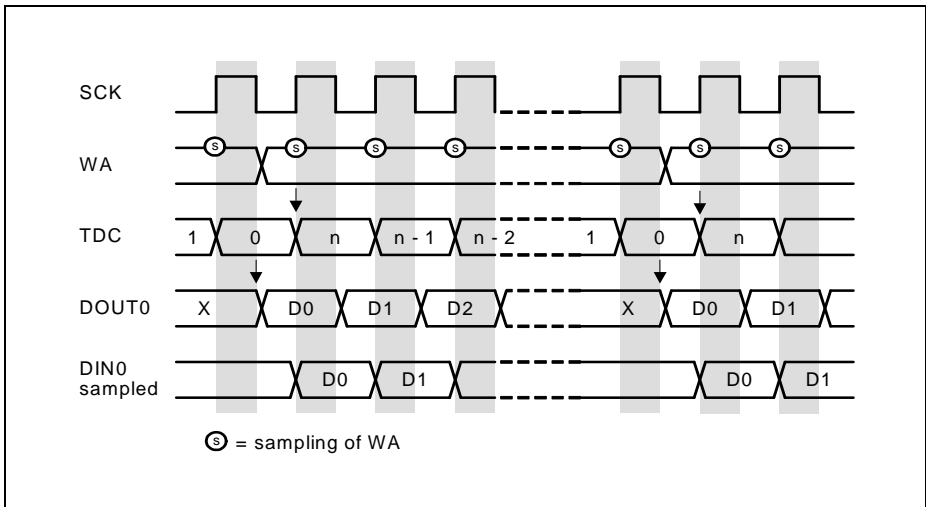 SCK
s s s s s s s
WA
TDC 1 0 n n - 1 n - 2 1 0 n
DOUT0 X D0 D1 D2 X D0 D1
DIN0
sampled D0 D1 D0 D1
s = sampling of WA